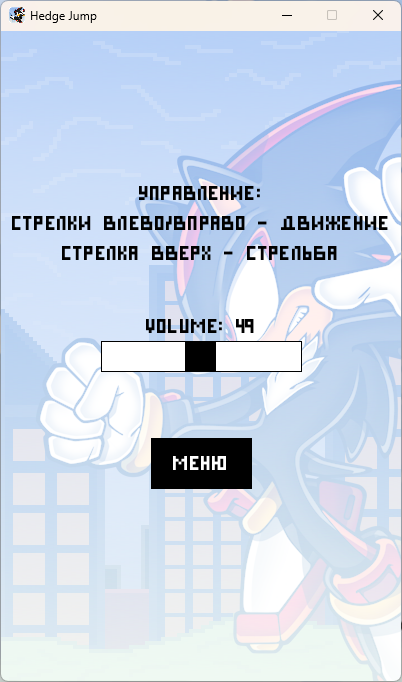 Hedge Jump
УПРАВЛЕНИЕ:
СТРЕЛКИ ВЛЕВО/ВПРАВО - ДВИЖЕНИЕ
СТРЕЛКА ВВЕРХ - СТРЕЛЬБА
VOLUME: 49
МЕНЮ